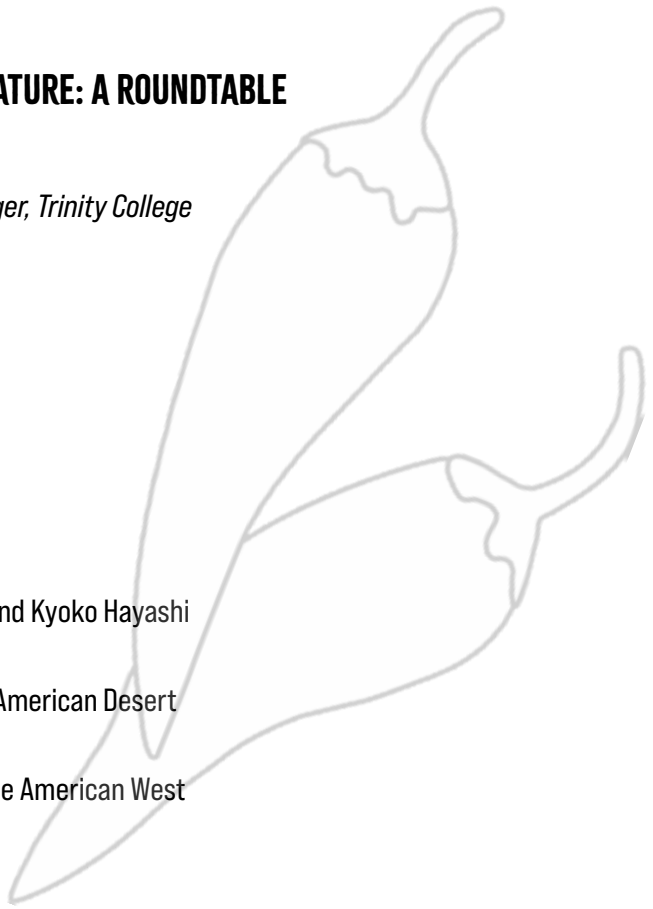 ATURE: A ROUNDTABLE
ger, Trinity College
nd Kyoko Hayashi
American Desert
e American West